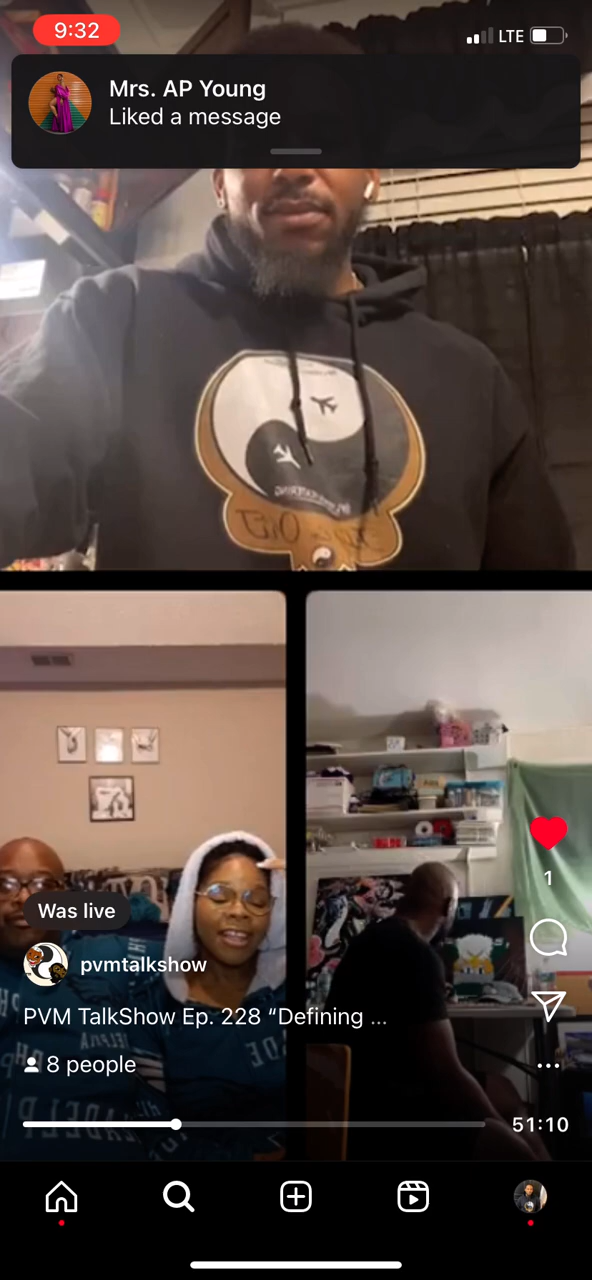 9:32
LTE
Mrs. AP Young
Liked a message
Was live
pvmtalkshow
PVM TalkShow Ep. 228 “Defining ...
8 people
1
51:10